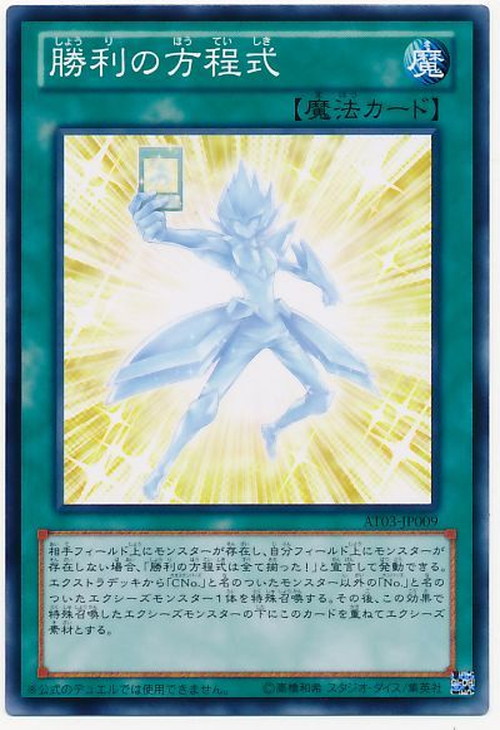 勝利の方程式
【魔法カード】
AT03-JP009
相手フィールド上にモンスターが存在し、自分フィールド上にモンスターが
存在しない場合、「勝利の方程式は全て揃った!」と宣言して発動できる。
エクストラデッキから「CNo.」と名のついたモンスター以外の「No.」と名の
ついたエクシーズモンスター1体を特殊召喚する。その後、この効果で
特殊召喚したエクシーズモンスターの下にこのカードを重ねてエクシーズ
素材とする。
※公式のデュエルでは使用できません。 ©高橋和希 スタジオ・ダイス/集英社